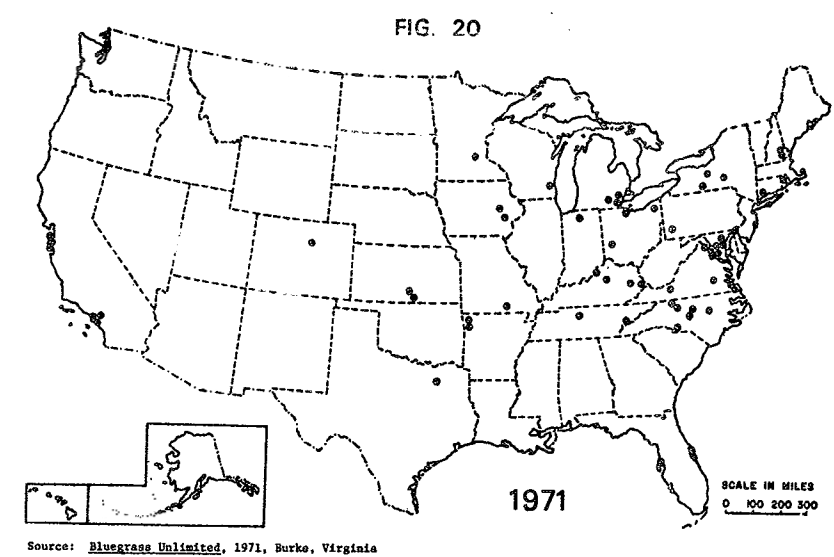 FIG. 20
1971
SCALE IN MILES
0 100 200 300
Source: Bluegrass Unlimited, 1971, Burke, Virginia